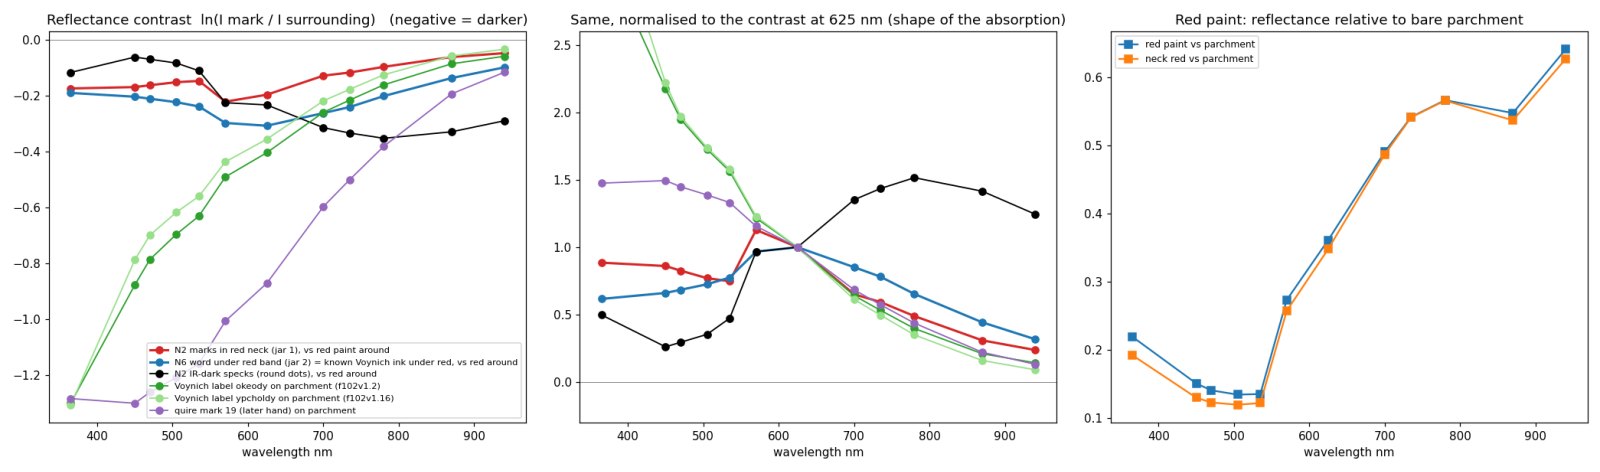 Reflectance contrast  ln(I mark / I surrounding)   (negative = darker)
0.0
−0.2
−0.4
−0.6
−0.8
−1.0
−1.2
N2 marks in red neck (jar 1), vs red paint around
N6 word under red band (jar 2) = known Voynich ink under red, vs red around
N2 IR-dark specks (round dots), vs red around
Voynich label okeody on parchment (f102v1.2)
Voynich label ypcholdy on parchment (f102v1.16)
quire mark 19 (later hand) on parchment
400 500 600 700 800 900
wavelength nm
Same, normalised to the contrast at 625 nm (shape of the absorption)
2.5
2.0
1.5
1.0
0.5
0.0
400 500 600 700 800 900
wavelength nm
Red paint: reflectance relative to bare parchment
red paint vs parchment
neck red vs parchment
0.6
0.5
0.4
0.3
0.2
0.1
400 500 600 700 800 900
wavelength nm